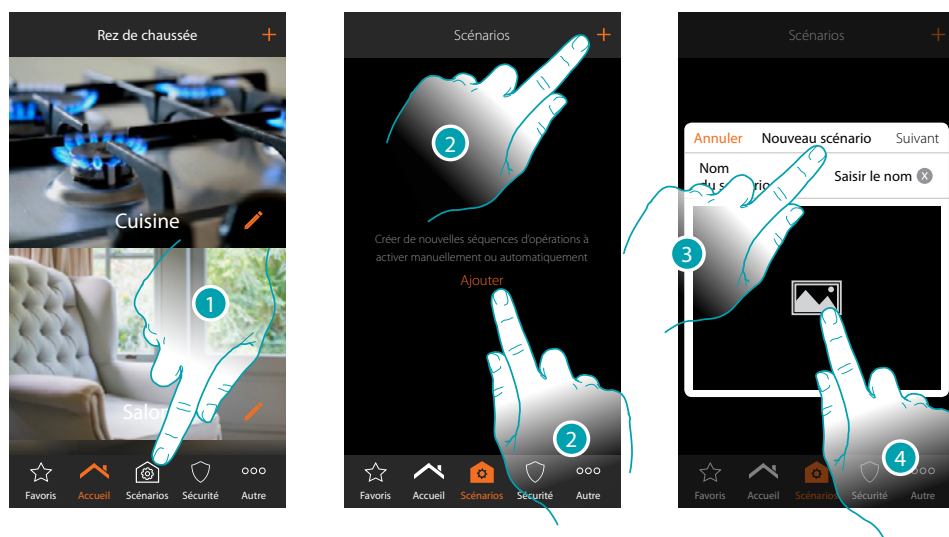 Rez de chaussée +
Cuisine
1
Favoris Accueil Scénarios Sécurité Autre
Scénarios +
2
Créer de nouvelles séquences d'opérations à
activer manuellement ou automatiquement
Ajouter
2
Favoris Accueil Scénarios Sécurité Autre
Scénarios +
Annuler Nouveau scénario Suivant
Nom
Saisir le nom X
3
4
Favoris Accueil Scénarios Sécurité Autre